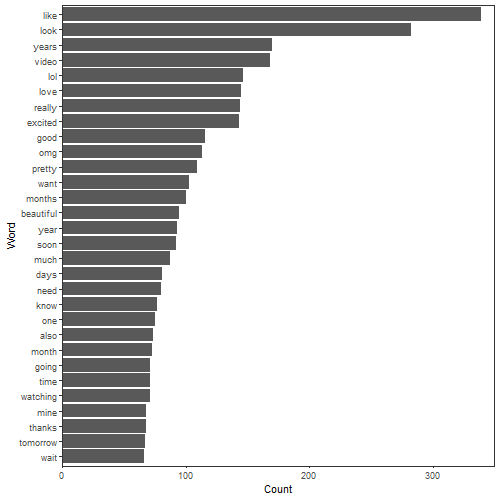 like
look
years
video
lol
love
really
excited
good
omg
pretty
want
months
beautiful
year
soon
much
days
need
know
one
also
month
going
time
watching
mine
thanks
tomorrow
wait
Word
0 100 200 300
Count